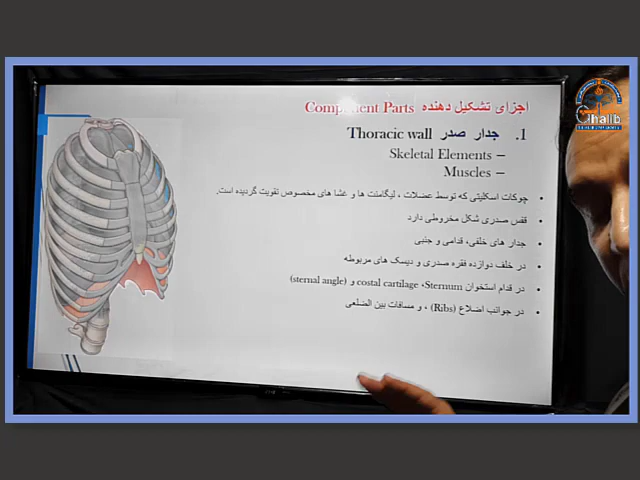 اجزای تشکیل دهنده Component Parts
1. جدار صدر Thoracic wall
– Skeletal Elements
– Muscles
• چوکات اسکلیتی که توسط عضلات ، لیگامنت ها و غشا های مخصوص تقویت گردیده است.
• قفس صدری شکل مخروطی دارد
• جدار های خلفی، قدامی و جنبی
• در خلف دوازده فقره صدری و دیسک های مربوطه
• در قدام استخوان Sternum، costal cartilage و (sternal angle)
• در جوانب اضلاع (Ribs) ، و مسافات بین الضلعی
Ghalib